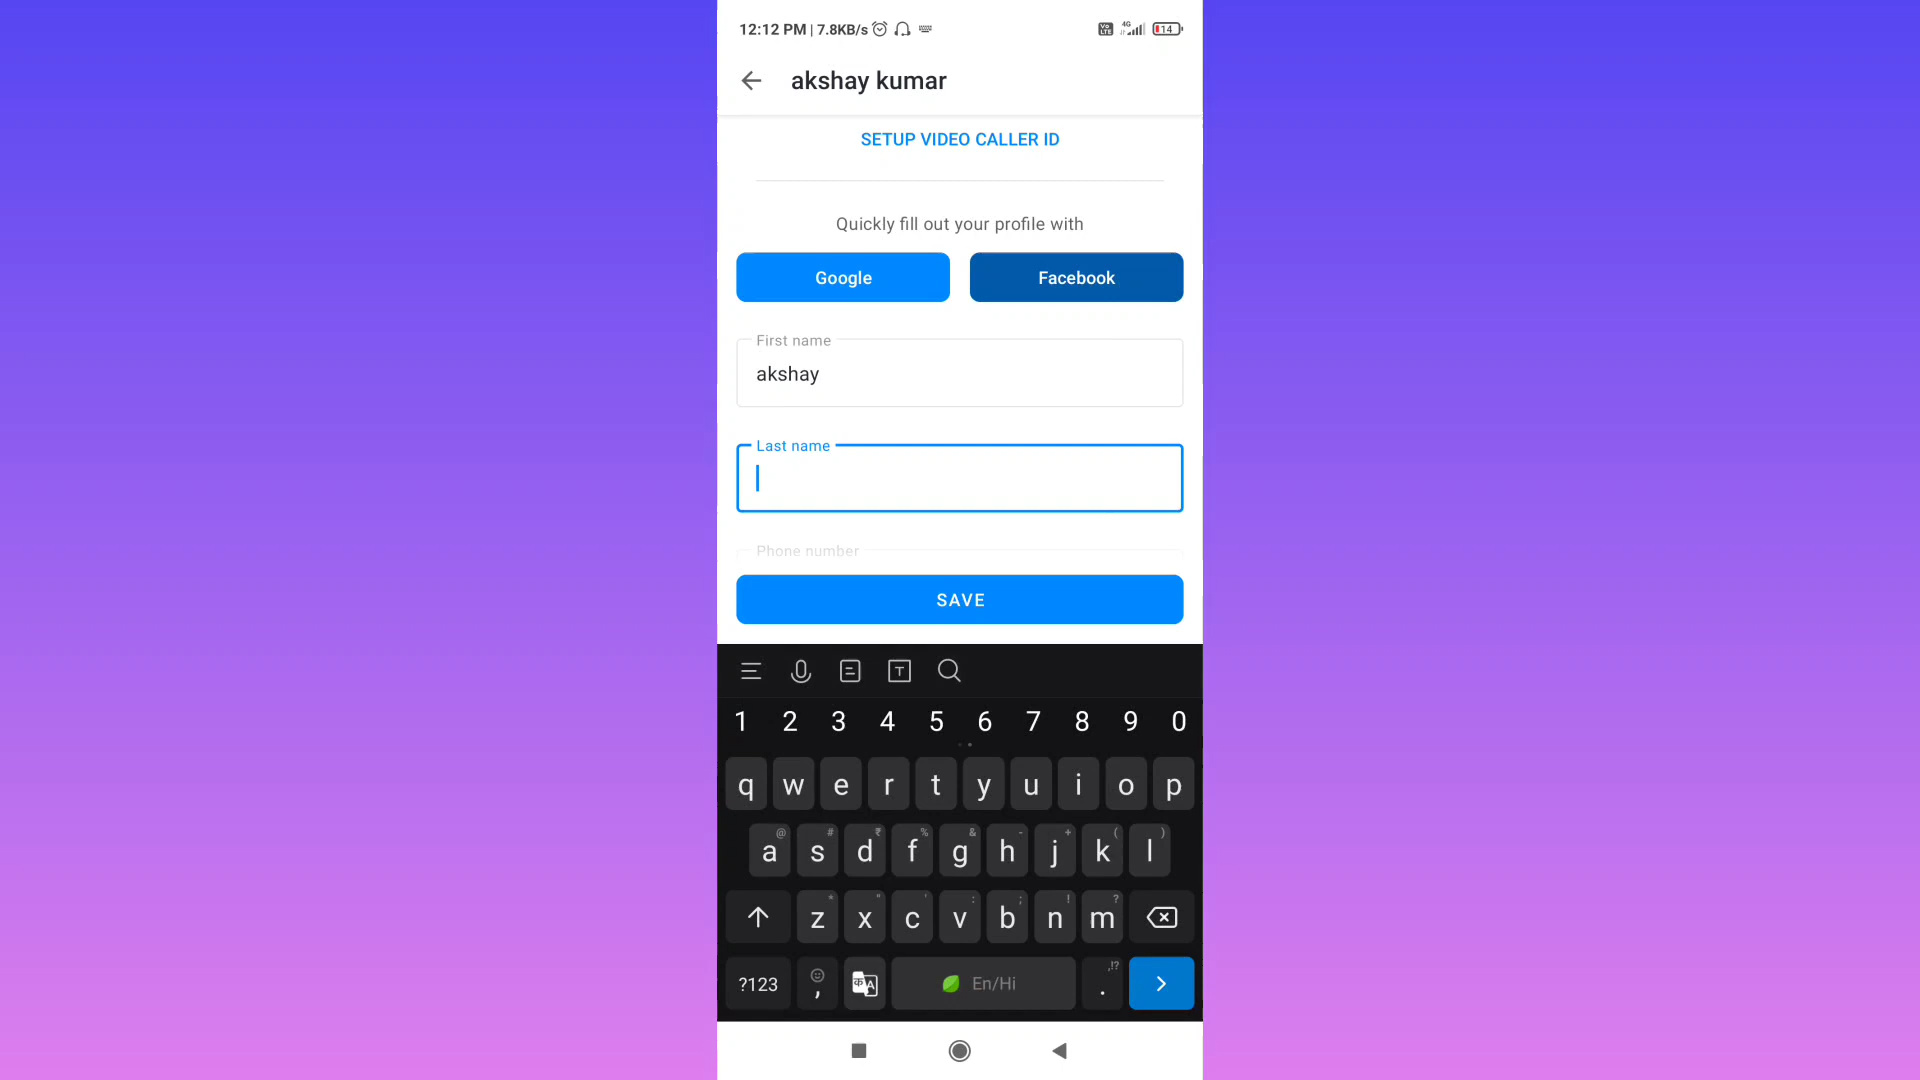 12:12 PM | 7.8KB/s 4G 14
akshay kumar
SETUP VIDEO CALLER ID
Quickly fill out your profile with
Google Facebook
First name
akshay
Last name
Phone number
SAVE
T
1 2 3 4 5 6 7 8 9 0
q w e r t y u i o p
@ # ₹ % & - + ( )
a s d f g h j k l
* " ' : ; ! ?
z x c v b n m
?123 , En/Hi . ,!?